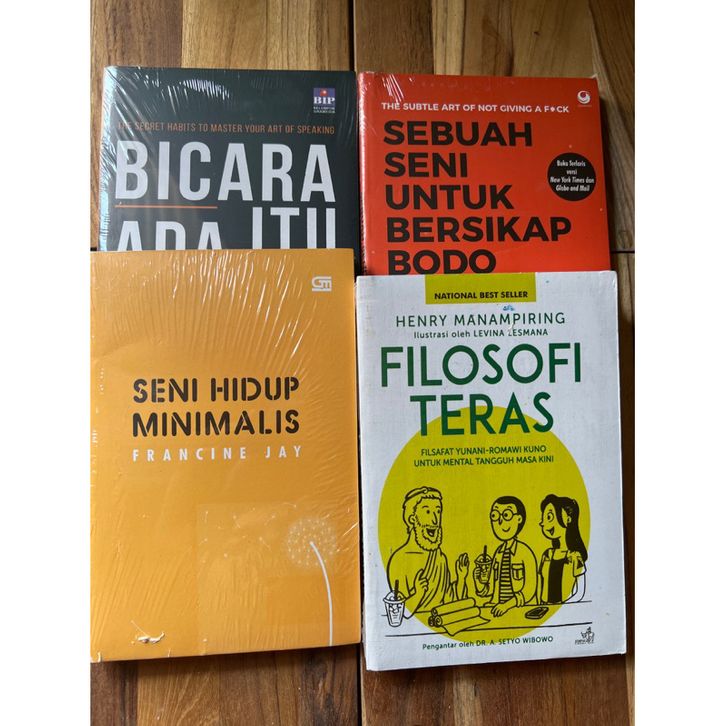 BIP
THE SECRET HABITS TO MASTER YOUR ART OF SPEAKING
BICARA
ITU
ADA
THE SUBTLE ART OF NOT GIVING A F*CK
SEBUAH
SENI
UNTUK
BERSIKAP
BODO
Buku Terlaris
versi
New York Times dan
Globe and Mail
GM
SENI HIDUP
MINIMALIS
FRANCINE JAY
NATIONAL BEST SELLER
HENRY MANAMPIRING
Ilustrasi oleh LEVINA LESMANA
FILOSOFI
TERAS
FILSAFAT YUNANI-ROMAWI KUNO
UNTUK MENTAL TANGGUH MASA KINI
Pengantar oleh DR. A. SETYO WIBOWO